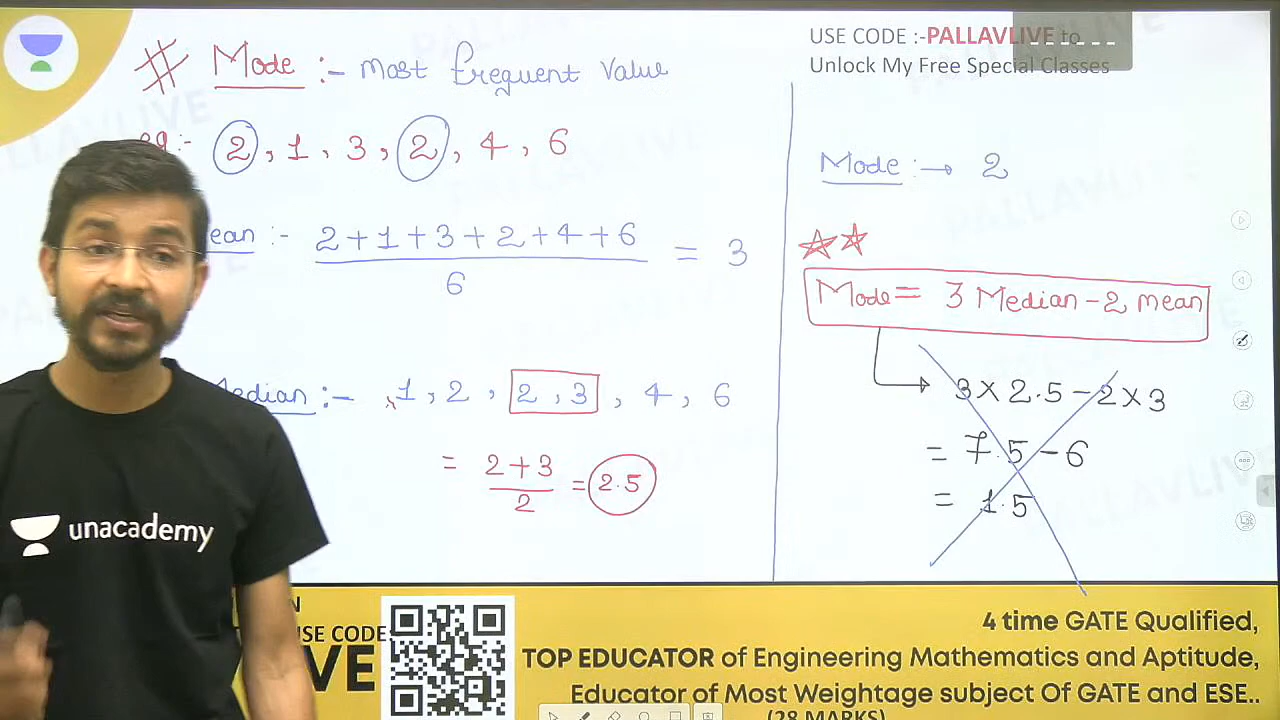 # Mode :- most frequent Value
eg:- 2, 1, 3, 2, 4, 6
ean :- 2+1+3+2+4+6 / 6 = 3
Median :- 1, 2, 2, 3, 4, 6
= 2+3 / 2 = 2.5
USE CODE :-PALLAVLIVE to
Unlock My Free Special Classes
Mode :→ 2
Mode = 3 Median - 2 mean
3 × 2.5 - 2 × 3
= 7.5 - 6
= 1.5
unacademy
USE CODE:
IVE
4 time GATE Qualified,
TOP EDUCATOR of Engineering Mathematics and Aptitude,
Educator of Most Weightage subject Of GATE and ESE..
(28 MARKS)